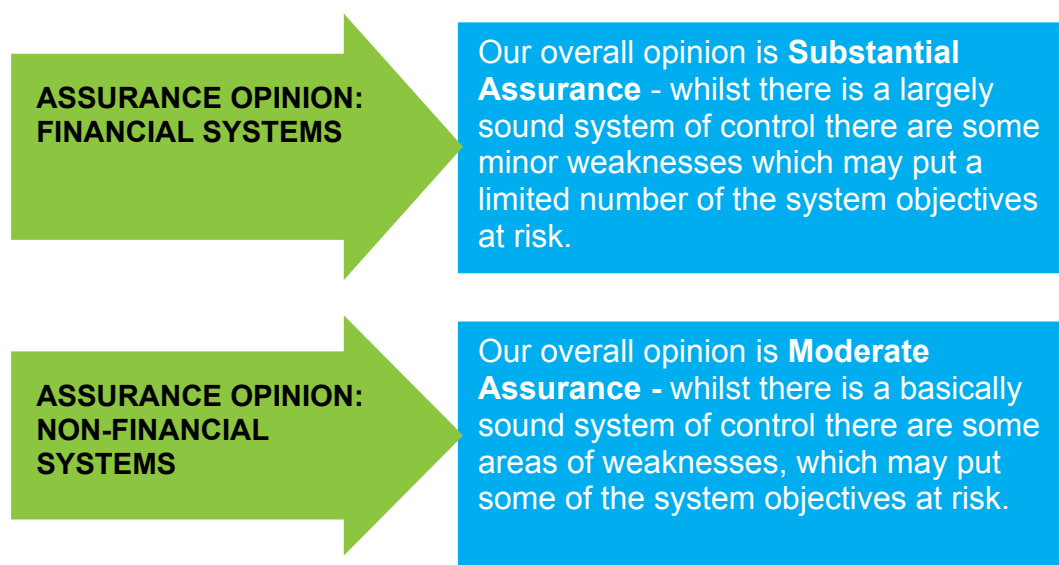 ASSURANCE OPINION:
FINANCIAL SYSTEMS
Our overall opinion is Substantial
Assurance - whilst there is a largely
sound system of control there are some
minor weaknesses which may put a
limited number of the system objectives
at risk.
ASSURANCE OPINION:
NON-FINANCIAL
SYSTEMS
Our overall opinion is Moderate
Assurance - whilst there is a basically
sound system of control there are some
areas of weaknesses, which may put
some of the system objectives at risk.